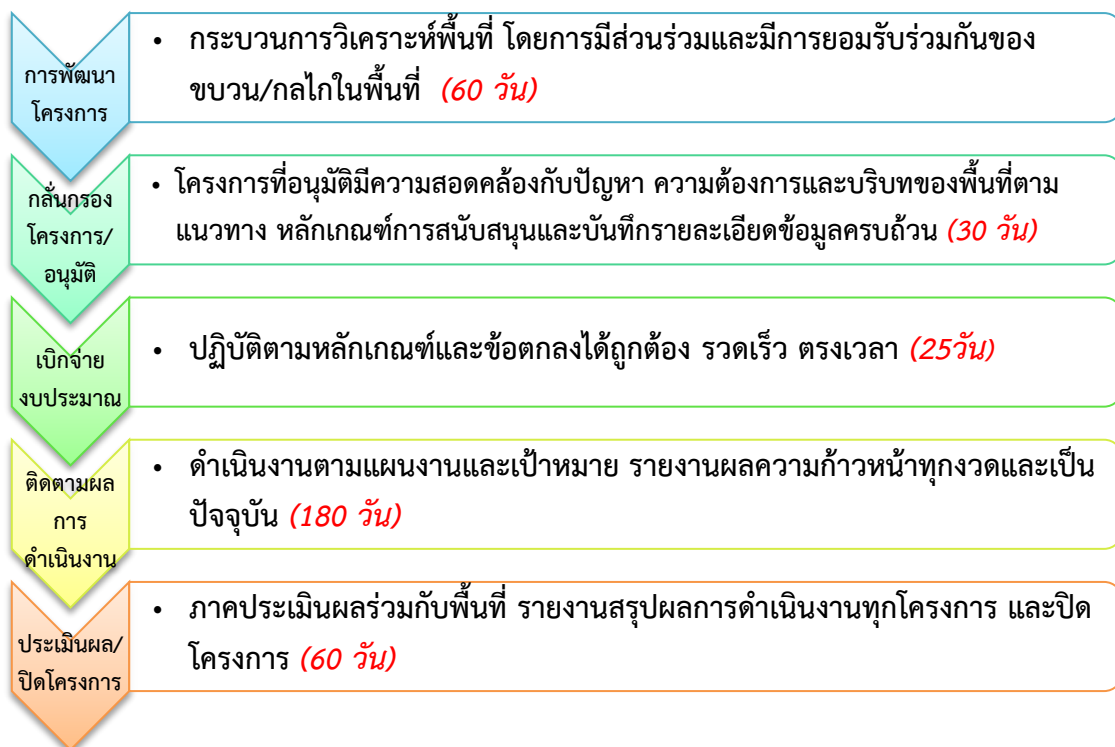 การพัฒนา
โครงการ
• กระบวนการวิเคราะห์พื้นที่ โดยการมีส่วนร่วมและมีการยอมรับร่วมกันของ
ขบวน/กลไกในพื้นที่ (60 วัน)
กลั่นกรอง
โครงการ/
อนุมัติ
• โครงการที่อนุมัติมีความสอดคล้องกับปัญหา ความต้องการและบริบทของพื้นที่ตาม
แนวทาง หลักเกณฑ์การสนับสนุนและบันทึกรายละเอียดข้อมูลครบถ้วน (30 วัน)
เบิกจ่าย
งบประมาณ
• ปฏิบัติตามหลักเกณฑ์และข้อตกลงได้ถูกต้อง รวดเร็ว ตรงเวลา (25วัน)
ติดตามผล
การ
ดำเนินงาน
• ดำเนินงานตามแผนงานและเป้าหมาย รายงานผลความก้าวหน้าทุกงวดและเป็น
ปัจจุบัน (180 วัน)
ประเมินผล/
ปิดโครงการ
• ภาคประเมินผลร่วมกับพื้นที่ รายงานสรุปผลการดำเนินงานทุกโครงการ และปิด
โครงการ (60 วัน)